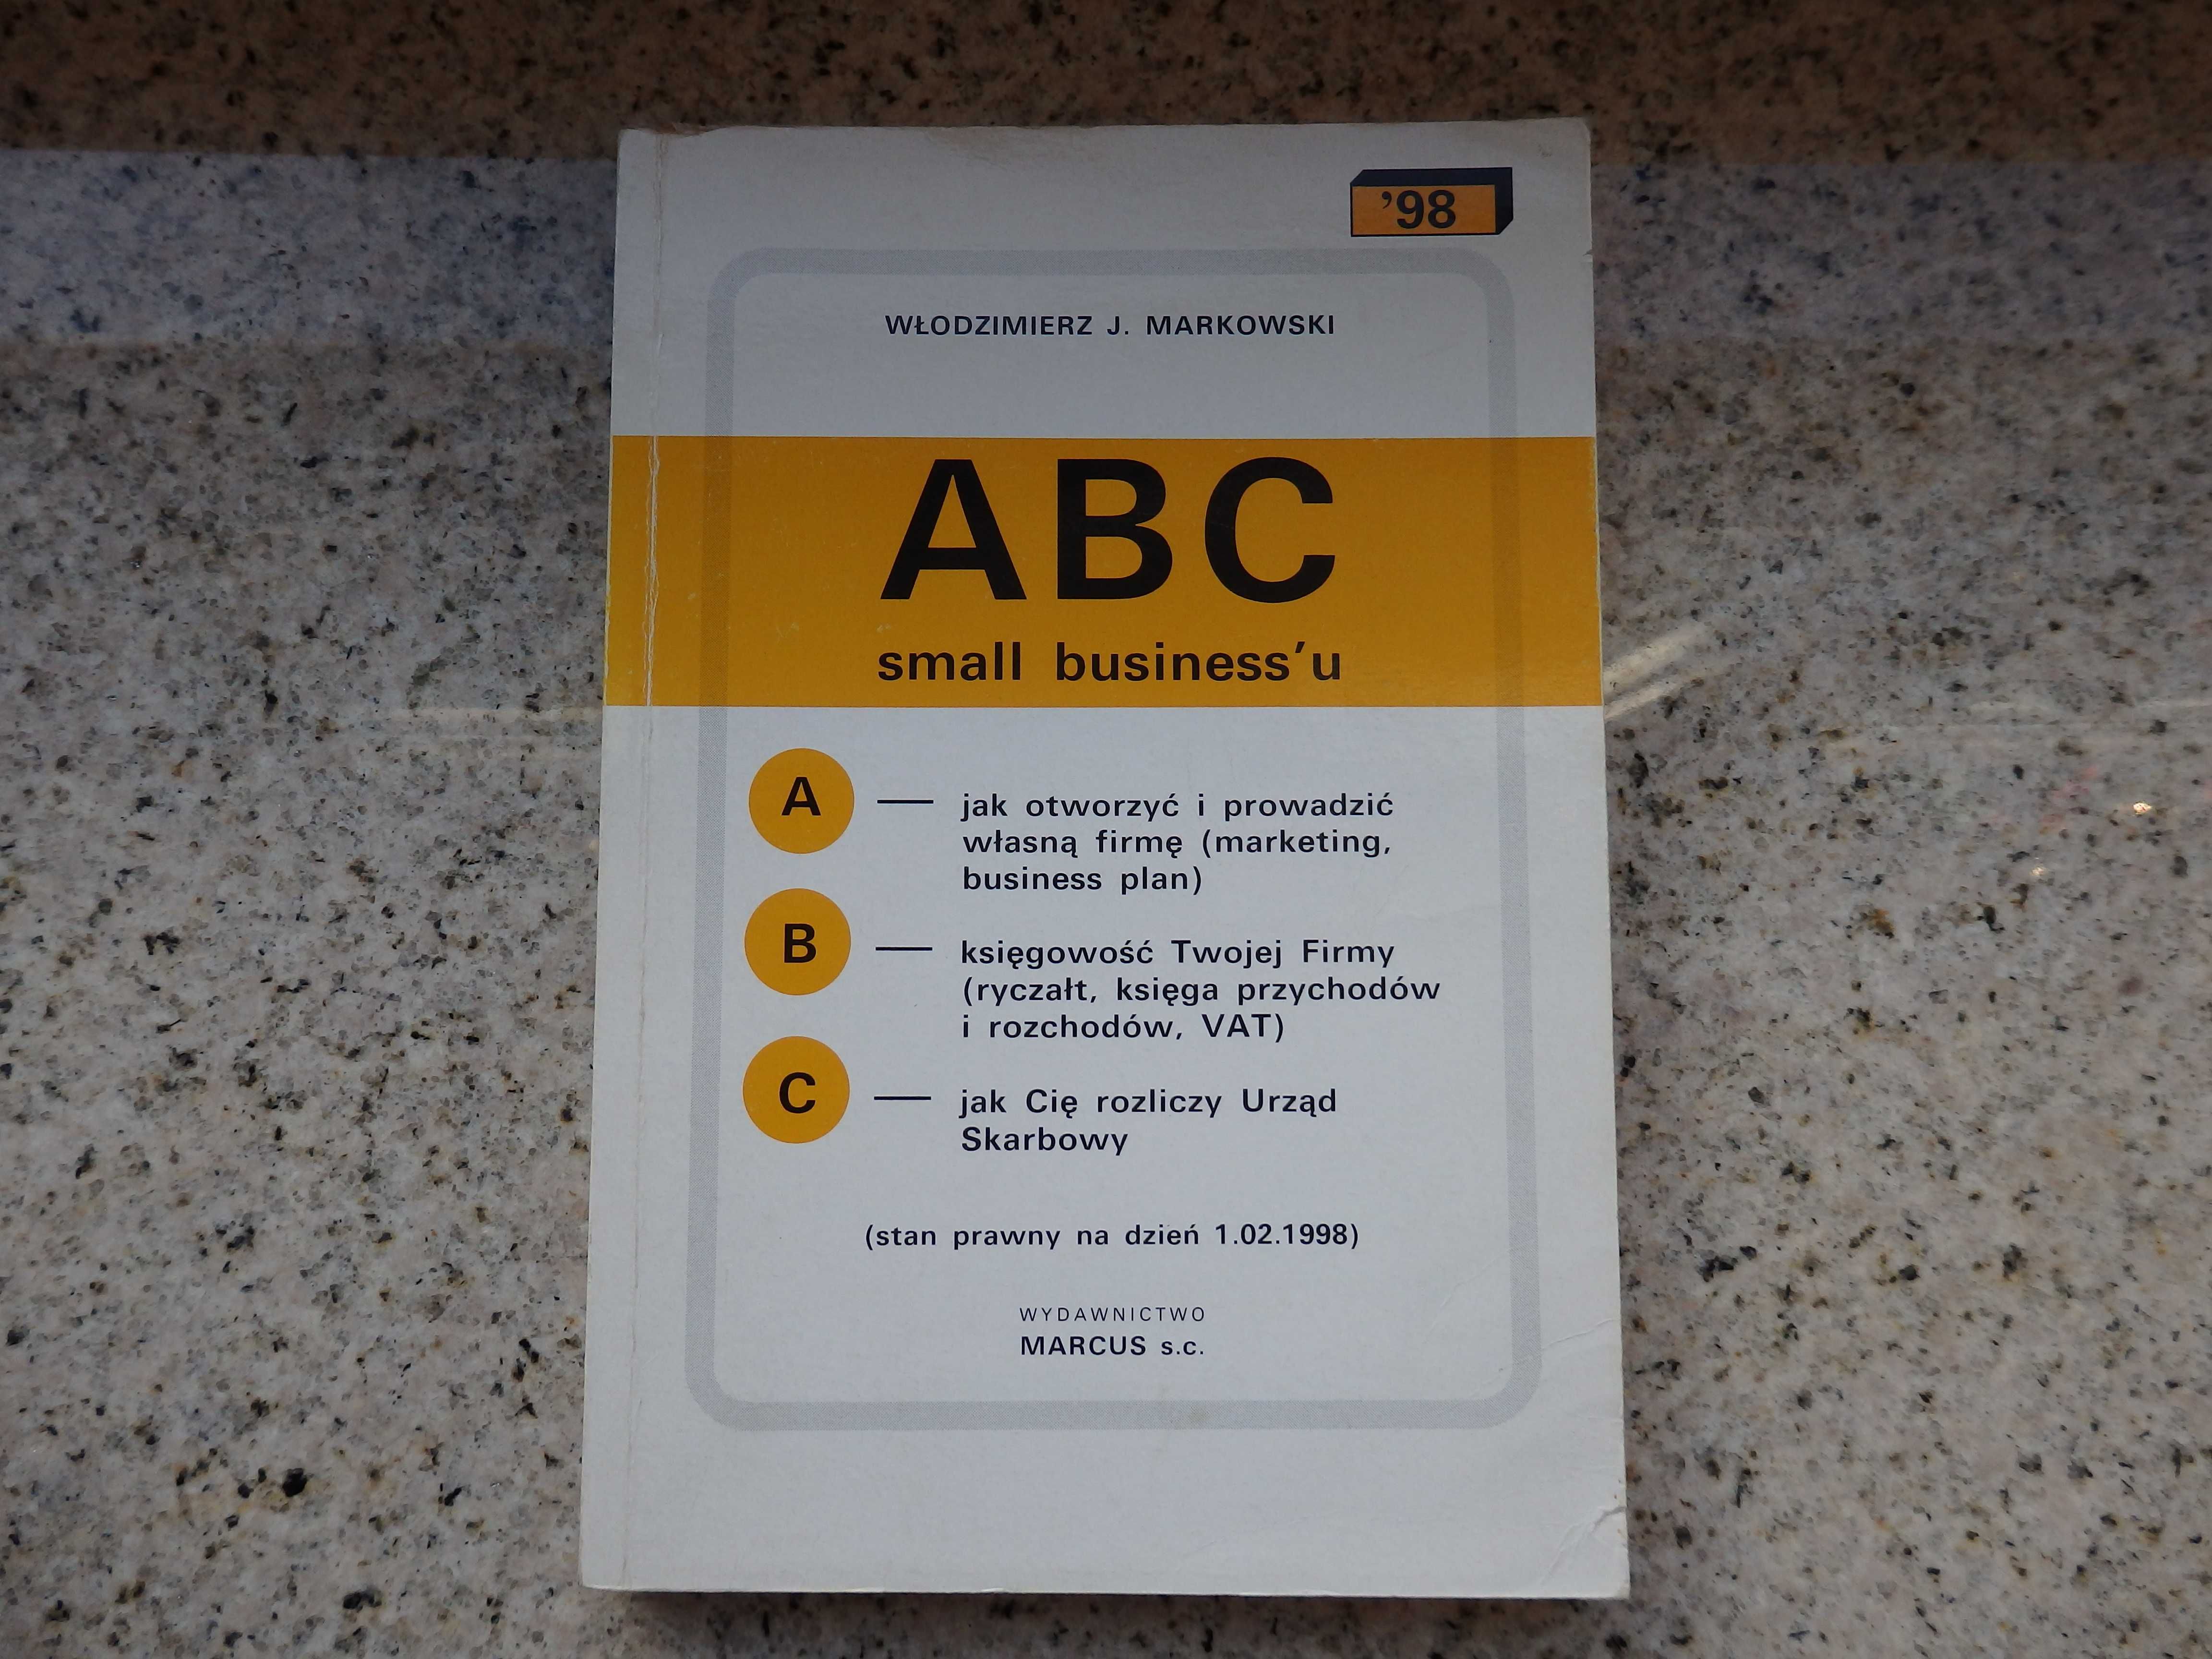 ’98
WŁODZIMIERZ J. MARKOWSKI
ABC
small business’u
A — jak otworzyć i prowadzić
własną firmę (marketing,
business plan)
B — księgowość Twojej Firmy
(ryczałt, księga przychodów
i rozchodów, VAT)
C — jak Cię rozliczy Urząd
Skarbowy
(stan prawny na dzień 1.02.1998)
WYDAWNICTWO
MARCUS s.c.